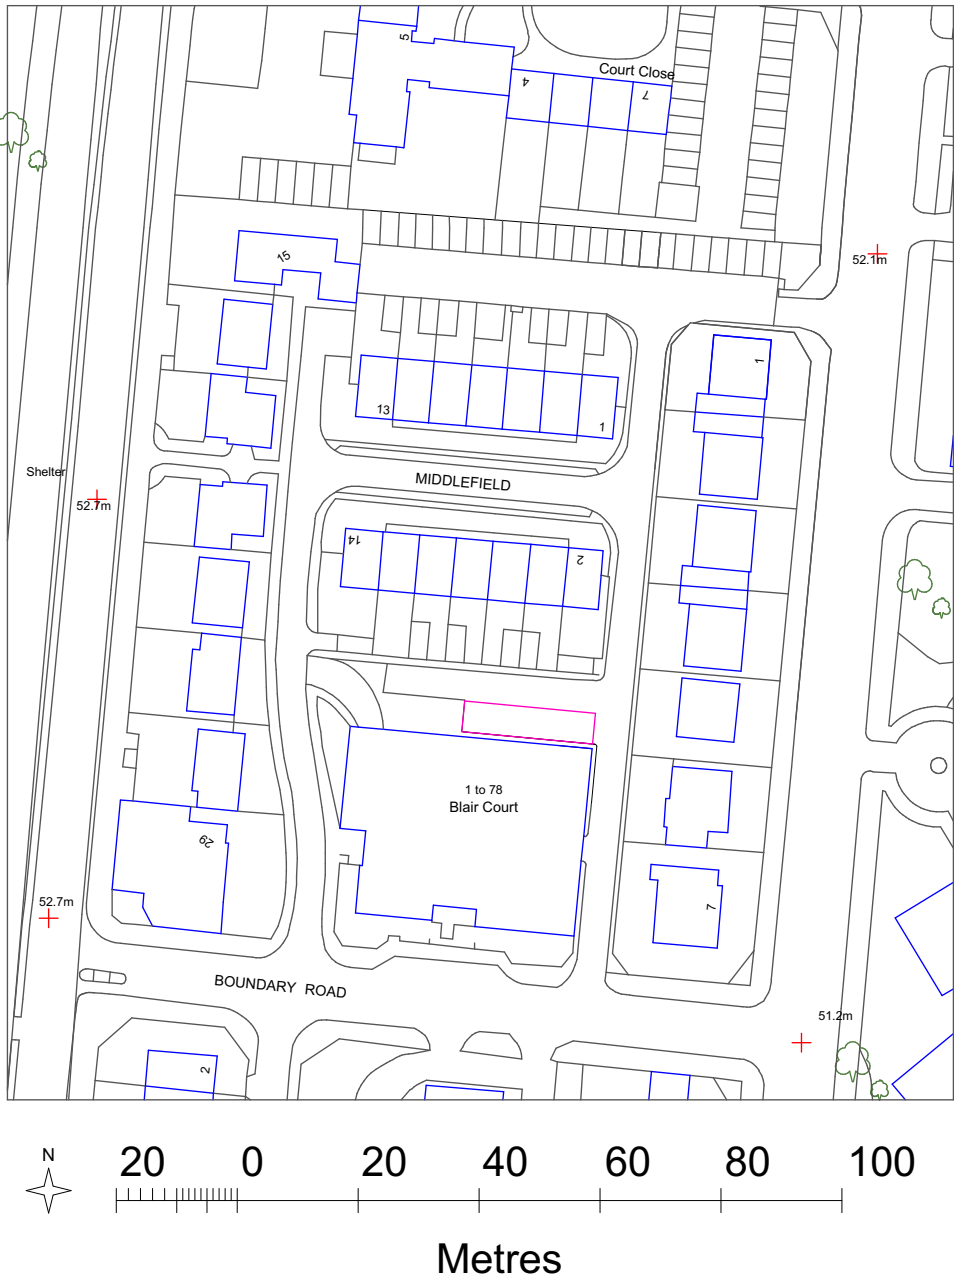 5
Court Close
4
7
15
52.1m
1
13
1
Shelter
MIDDLEFIELD
52.7m
14
2
1 to 78
Blair Court
29
52.7m
7
BOUNDARY ROAD
51.2m
2
N
20 0 20 40 60 80 100
Metres